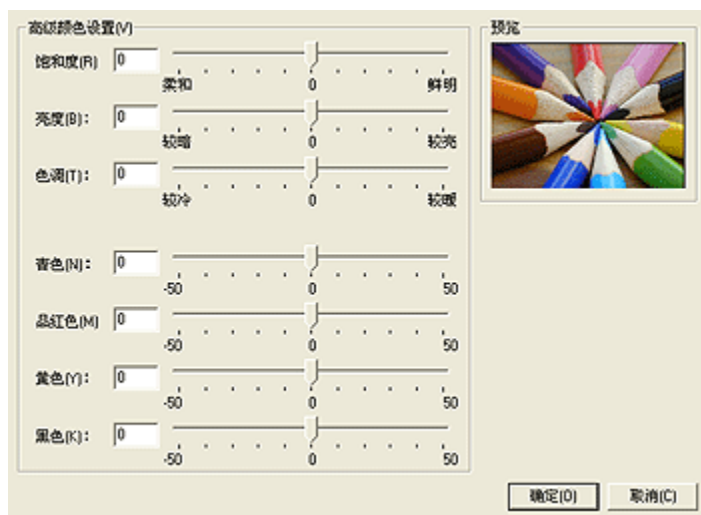 高级颜色设置(V)
饱和度(R) 0
柔和 0 鲜明
亮度(B): 0
较暗 0 较亮
色调(T): 0
较冷 0 较暖
青色(N): 0
-50 0 50
品红色(M) 0
-50 0 50
黄色(Y): 0
-50 0 50
黑色(K): 0
-50 0 50
预览
确定(O) 取消(C)